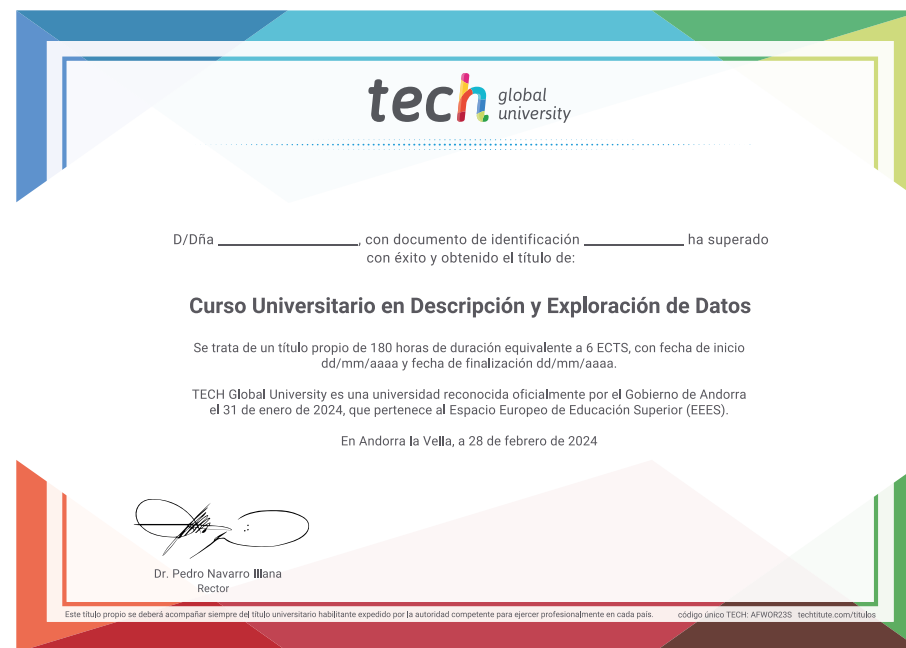 tech global university
D/Dña ____________________, con documento de identificación ______________ ha superado
con éxito y obtenido el título de:
Curso Universitario en Descripción y Exploración de Datos
Se trata de un título propio de 180 horas de duración equivalente a 6 ECTS, con fecha de inicio
dd/mm/aaaa y fecha de finalización dd/mm/aaaa.
TECH Global University es una universidad reconocida oficialmente por el Gobierno de Andorra
el 31 de enero de 2024, que pertenece al Espacio Europeo de Educación Superior (EEES).
En Andorra la Vella, a 28 de febrero de 2024
Dr. Pedro Navarro Illana
Rector
Este título propio se deberá acompañar siempre del título universitario habilitante expedido por la autoridad competente para ejercer profesionalmente en cada país. código único TECH: AFWOR23S techtitute.com/titulos